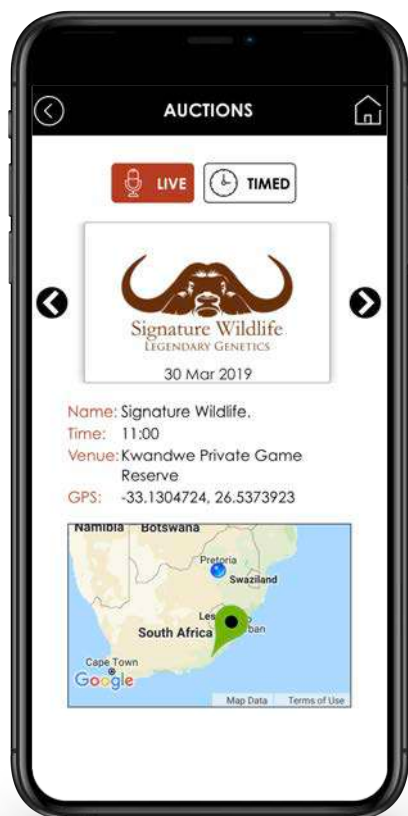 AUCTIONS
LIVE
TIMED
Signature Wildlife
LEGENDARY GENETICS
30 Mar 2019
Name: Signature Wildlife.
Time: 11:00
Venue: Kwandwe Private Game
Reserve
GPS: -33.1304724, 26.5373923
Namibia Botswana
Pretoria
Swaziland
Les
ban
South Africa
Cape Town
Google
Map Data Terms of Use